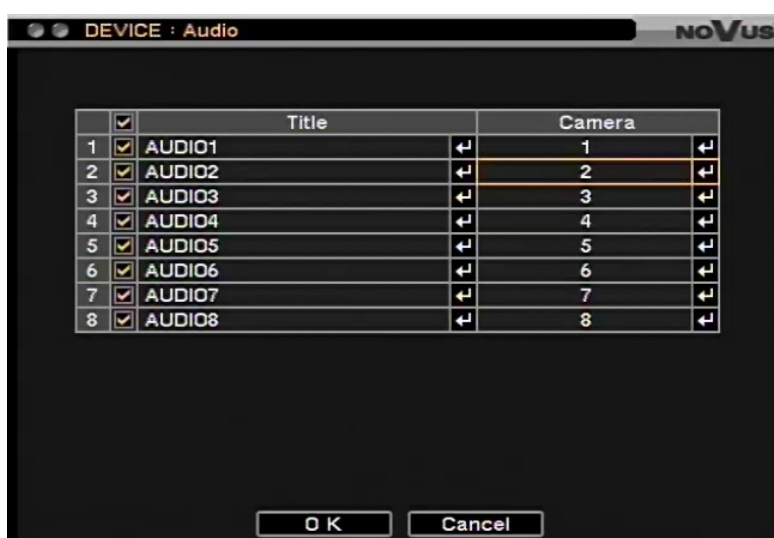 DEVICE : Audio
NOVUS
Title Camera
1 AUDIO1 1
2 AUDIO2 2
3 AUDIO3 3
4 AUDIO4 4
5 AUDIO5 5
6 AUDIO6 6
7 AUDIO7 7
8 AUDIO8 8
OK Cancel